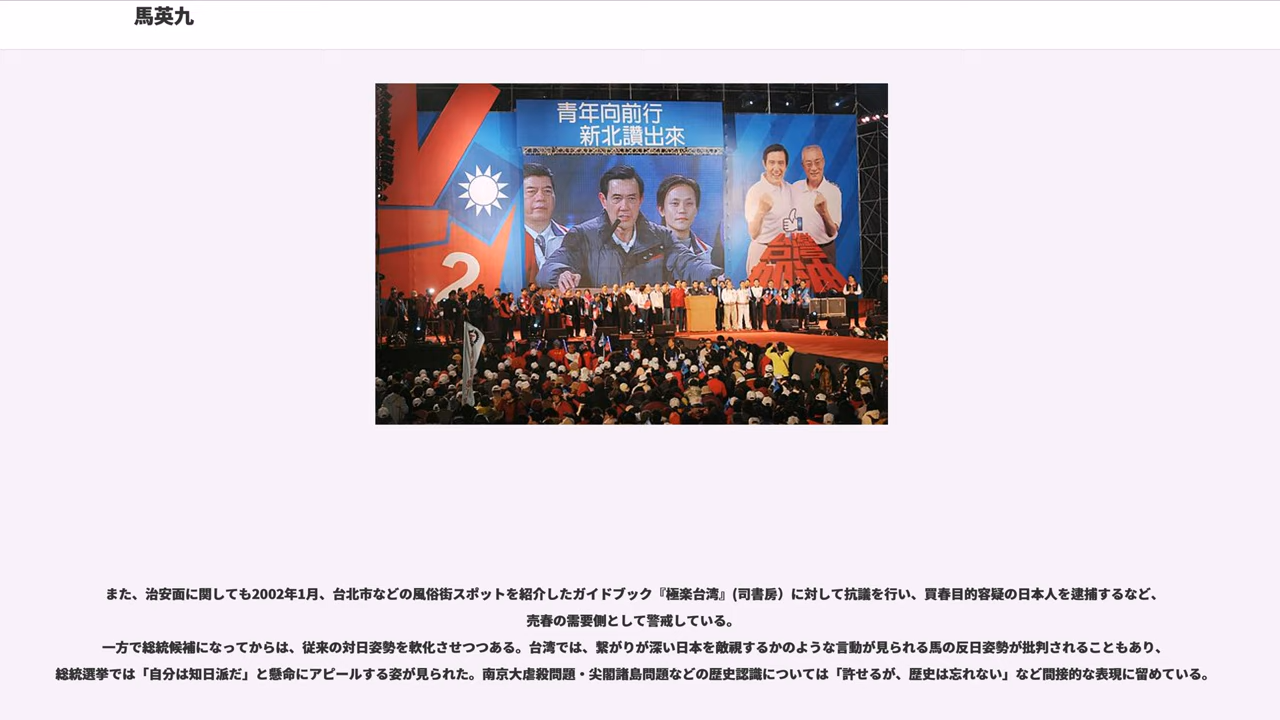 馬英九
青年向前行
新北讚出來
2
台灣
加油
また、治安面に関しても2002年1月、台北市などの風俗街スポットを紹介したガイドブック『極楽台湾』(司書房）に対して抗議を行い、買春目的容疑の日本人を逮捕するなど、
売春の需要側として警戒している。
一方で総統候補になってからは、従来の対日姿勢を軟化させつつある。台湾では、繋がりが深い日本を敵視するかのような言動が見られる馬の反日姿勢が批判されることもあり、
総統選挙では「自分は知日派だ」と懸命にアピールする姿が見られた。南京大虐殺問題・尖閣諸島問題などの歴史認識については「許せるが、歴史は忘れない」など間接的な表現に留めている。